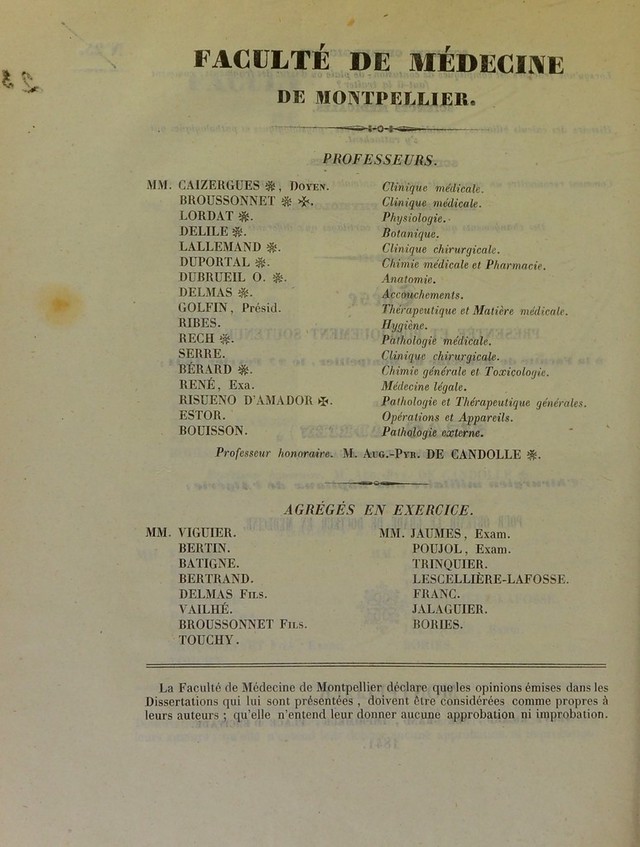 FACULTÉ DE MÉDECINE
DE MONTPELLIER.
PROFESSEURS.
MM. CAIZERGUES ❋, DOYEN. Clinique médicale.
BROUSSONNET ❋ ✠. Clinique médicale.
LORDAT ❋. Physiologie.
DELILE ❋. Botanique.
LALLEMAND ❋. Clinique chirurgicale.
DUPORTAL ❋. Chimie médicale et Pharmacie.
DUBRUEIL O. ❋. Anatomie.
DELMAS ❋. Accouchements.
GOLFIN, Présid. Thérapeutique et Matière médicale.
RIBES. Hygiène.
RECH ❋. Pathologie médicale.
SERRE. Clinique chirurgicale.
BÉRARD ❋. Chimie générale et Toxicologie.
RENÉ, Exa. Médecine légale.
RISUENO D'AMADOR ✠. Pathologie et Thérapeutique générales.
ESTOR. Opérations et Appareils.
BOUISSON. Pathologie externe.
Professeur honoraire. M. AUG.-PYR. DE CANDOLLE ❋.
AGRÉGÉS EN EXERCICE.
MM. VIGUIER. MM. JAUMES, Exam.
BERTIN. POUJOL, Exam.
BATIGNE. TRINQUIER.
BERTRAND. LESCELLIÈRE-LAFOSSE.
DELMAS FILS. FRANC.
VAILHÉ. JALAGUIER.
BROUSSONNET FILS. BORIES.
TOUCHY.
La Faculté de Médecine de Montpellier déclare que les opinions émises dans les
Dissertations qui lui sont présentées, doivent être considérées comme propres à
leurs auteurs ; qu'elle n'entend leur donner aucune approbation ni improbation.